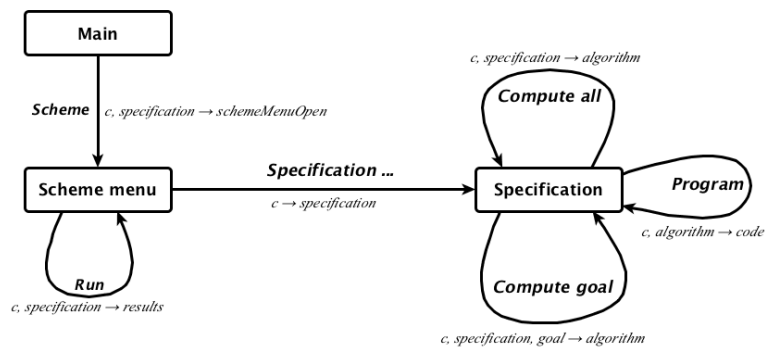 Main
c, specification → algorithm
Compute all
Scheme
c, specification → schemeMenuOpen
Specification ...
Scheme menu
Specification
Program
c → specification
c, algorithm → code
Run
Compute goal
c, specification → results
c, specification, goal → algorithm